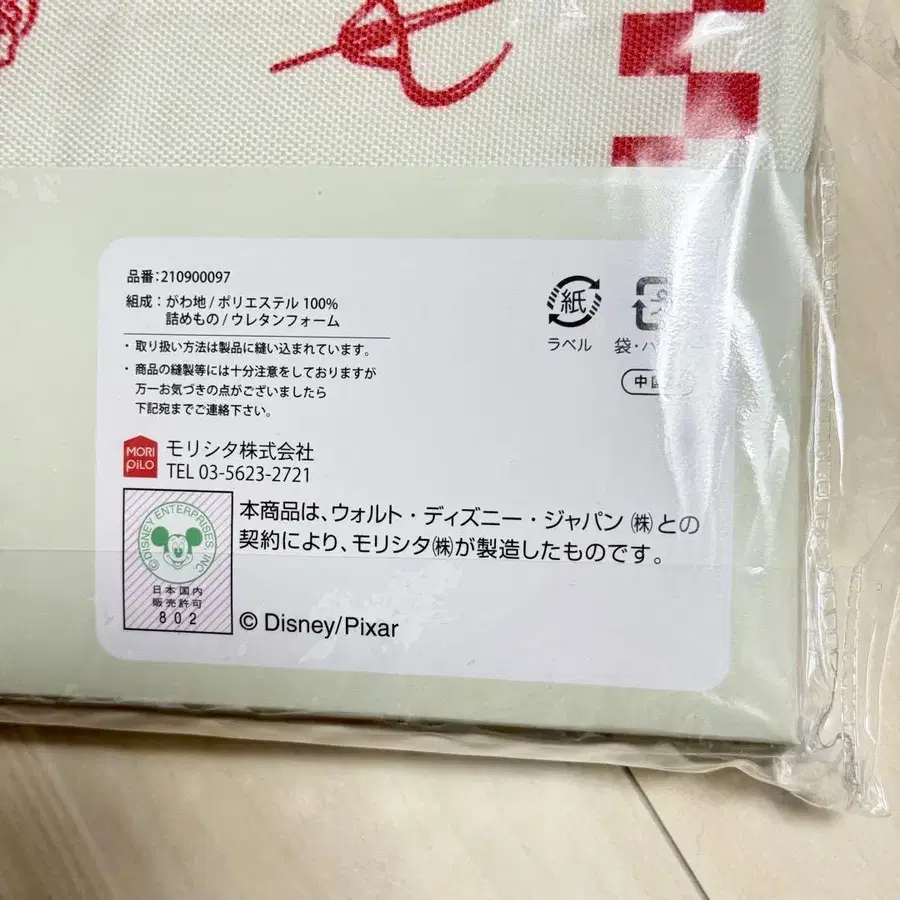 品番:210900097
組成：がわ地/ポリエステル 100%
詰めもの/ウレタンフォーム
・取り扱い方法は製品に縫い込まれています。
・商品の縫製等には十分注意をしておりますが
万一お気づきの点がございましたら
下記宛までご連絡下さい。
紙
ラベル
袋・ハ
中国
MORI
PiLO
モリシタ株式会社
TEL 03-5623-2721
©DISNEY ENTERPRISES, INC
日本国内
販売許可
802
本商品は、ウォルト・ディズニー・ジャパン㈱との
契約により、モリシタ㈱が製造したものです。
© Disney/Pixar